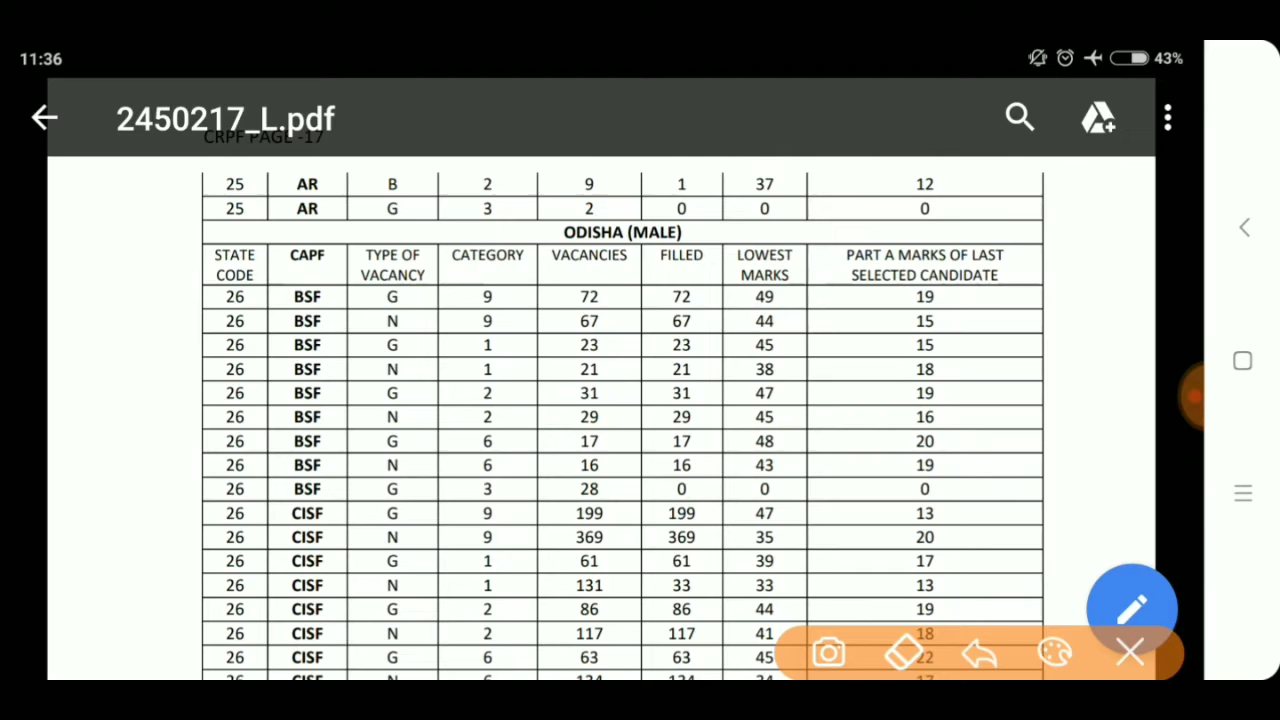 11:36
43%
2450217_L.pdf
CRPF PAGE -17
25 AR B 2 9 1 37 12
25 AR G 3 2 0 0 0
ODISHA (MALE)
STATE CODE CAPF TYPE OF VACANCY CATEGORY VACANCIES FILLED LOWEST MARKS PART A MARKS OF LAST SELECTED CANDIDATE
26 BSF G 9 72 72 49 19
26 BSF N 9 67 67 44 15
26 BSF G 1 23 23 45 15
26 BSF N 1 21 21 38 18
26 BSF G 2 31 31 47 19
26 BSF N 2 29 29 45 16
26 BSF G 6 17 17 48 20
26 BSF N 6 16 16 43 19
26 BSF G 3 28 0 0 0
26 CISF G 9 199 199 47 13
26 CISF N 9 369 369 35 20
26 CISF G 1 61 61 39 17
26 CISF N 1 131 33 33 13
26 CISF G 2 86 86 44 19
26 CISF N 2 117 117 41 18
26 CISF G 6 63 63 45 22